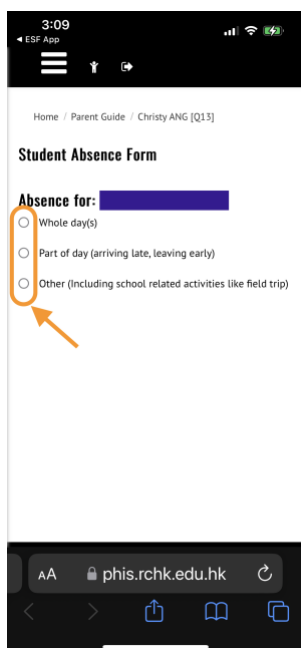 3:09
◀ ESF App
Home / Parent Guide / Christy ANG [Q13]
Student Absence Form
Absence for:
Whole day(s)
Part of day (arriving late, leaving early)
Other (Including school related activities like field trip)
AA phis.rchk.edu.hk